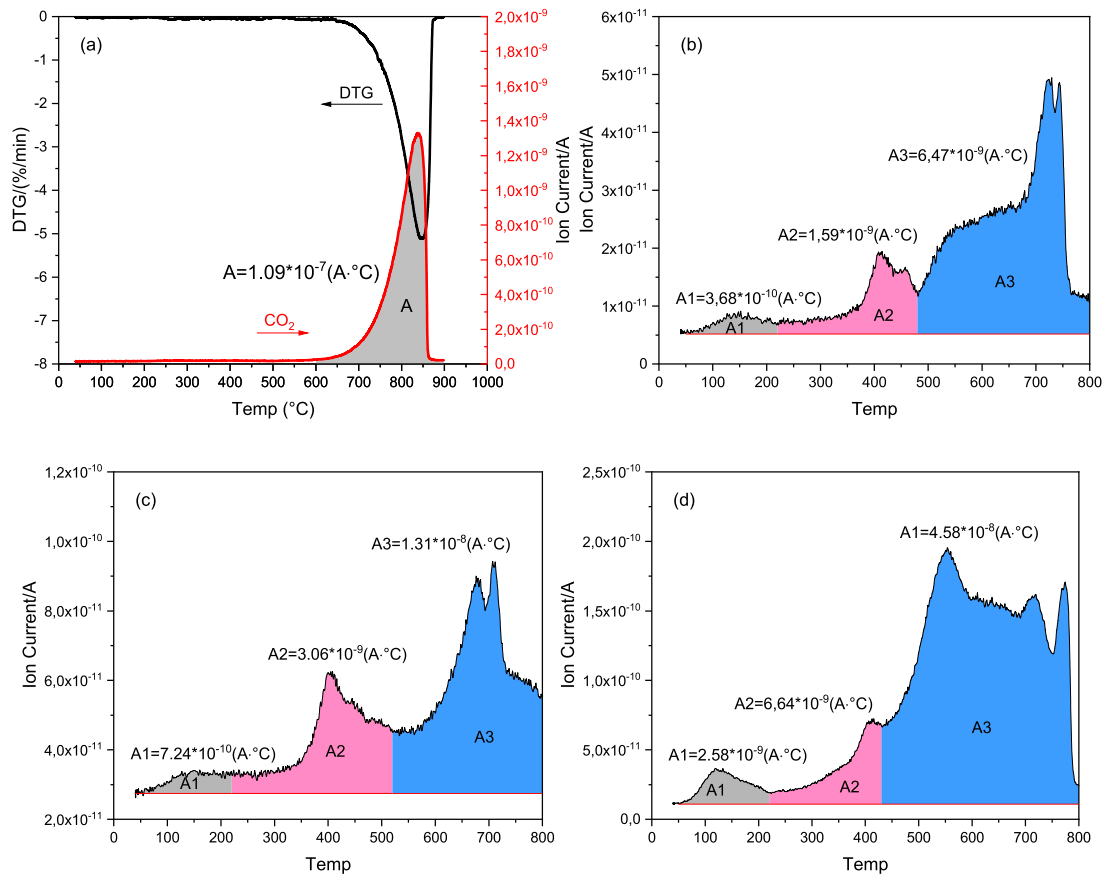 (a)
DTG
A=1.09*10-7(A·°C)
A
CO2
0
-1
-2
-3
-4
-5
-6
-7
-8
DTG/(%/min)
2,0x10-9
1,8x10-9
1,6x10-9
1,4x10-9
1,2x10-9
1,0x10-9
8,0x10-10
6,0x10-10
4,0x10-10
2,0x10-10
0,0
Ion Current/A
0 100 200 300 400 500 600 700 800 900 1000
Temp (°C)
(b)
6x10-11
5x10-11
4x10-11
3x10-11
2x10-11
1x10-11
0
Ion Current/A
A3=6,47*10-9(A·°C)
A2=1,59*10-9(A·°C)
A1=3,68*10-10(A·°C)
A1
A2
A3
0 100 200 300 400 500 600 700 800
Temp
(c)
1,2x10-10
1,0x10-10
8,0x10-11
6,0x10-11
4,0x10-11
2,0x10-11
Ion Current/A
A3=1.31*10-8(A·°C)
A2=3.06*10-9(A·°C)
A1=7.24*10-10(A·°C)
A1
A2
A3
0 100 200 300 400 500 600 700 800
Temp
(d)
2,5x10-10
2,0x10-10
1,5x10-10
1,0x10-10
5,0x10-11
0,0
Ion Current/A
A1=4.58*10-8(A·°C)
A2=6,64*10-9(A·°C)
A1=2.58*10-9(A·°C)
A1
A2
A3
0 100 200 300 400 500 600 700 800
Temp